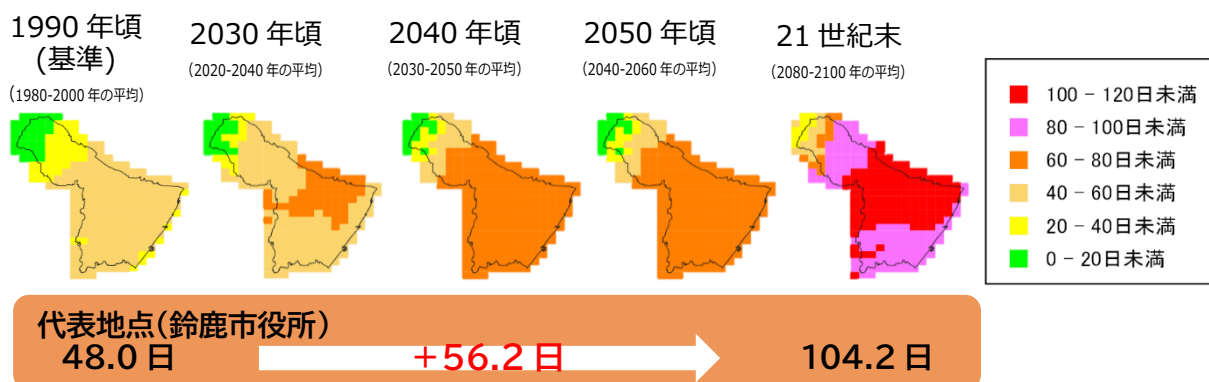 1990 年頃
(基準)
(1980-2000 年の平均)
2030 年頃
(2020-2040 年の平均)
2040 年頃
(2030-2050 年の平均)
2050 年頃
(2040-2060 年の平均)
21 世紀末
(2080-2100 年の平均)
100 − 120日未満
80 − 100日未満
60 − 80日未満
40 − 60日未満
20 − 40日未満
0 − 20日未満
代表地点(鈴鹿市役所)
48.0 日
+56.2 日
104.2 日